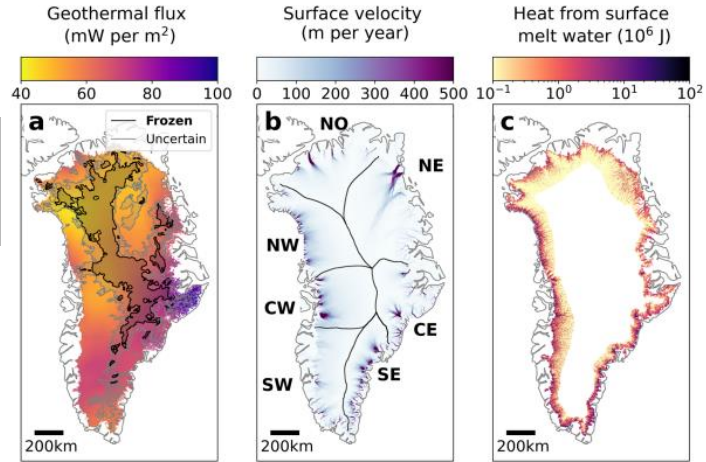 Geothermal flux
(mW per m²)
40 60 80 100
Surface velocity
(m per year)
0 100 200 300 400 500
Heat from surface
melt water (10⁶ J)
10⁻¹ 10⁰ 10¹ 10²
a
Frozen
Uncertain
200km
b
NO
NE
NW
CW
CE
SW
SE
200km
c
200km